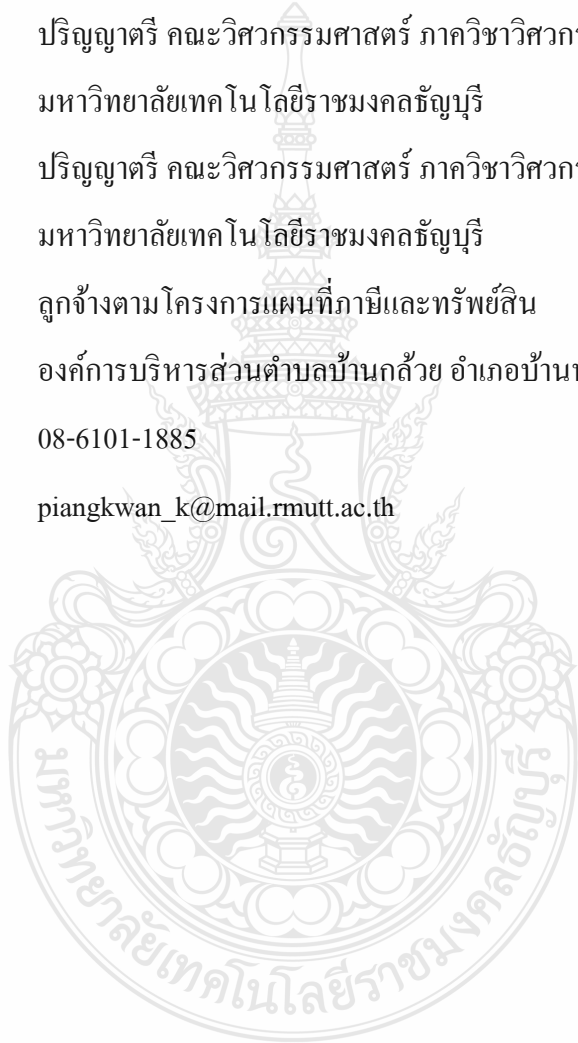 ปริญญาตรี คณะวิศวกรรมศาสตร์ ภาควิชาวิศวกร
มหาวิทยาลัยเทคโนโลยีราชมงคลธัญบุรี
ปริญญาตรี คณะวิศวกรรมศาสตร์ ภาควิชาวิศวกร
มหาวิทยาลัยเทคโนโลยีราชมงคลธัญบุรี
ลูกจ้างตามโครงการแผนที่ภาษีและทรัพย์สิน
องค์การบริหารส่วนตำบลบ้านกล้วย อำเภอบ้าน
08-6101-1885
piangkwan_k@mail.rmutt.ac.th
มหาวิทยาลัยเทคโนโลยีราชมงคลธัญบุรี